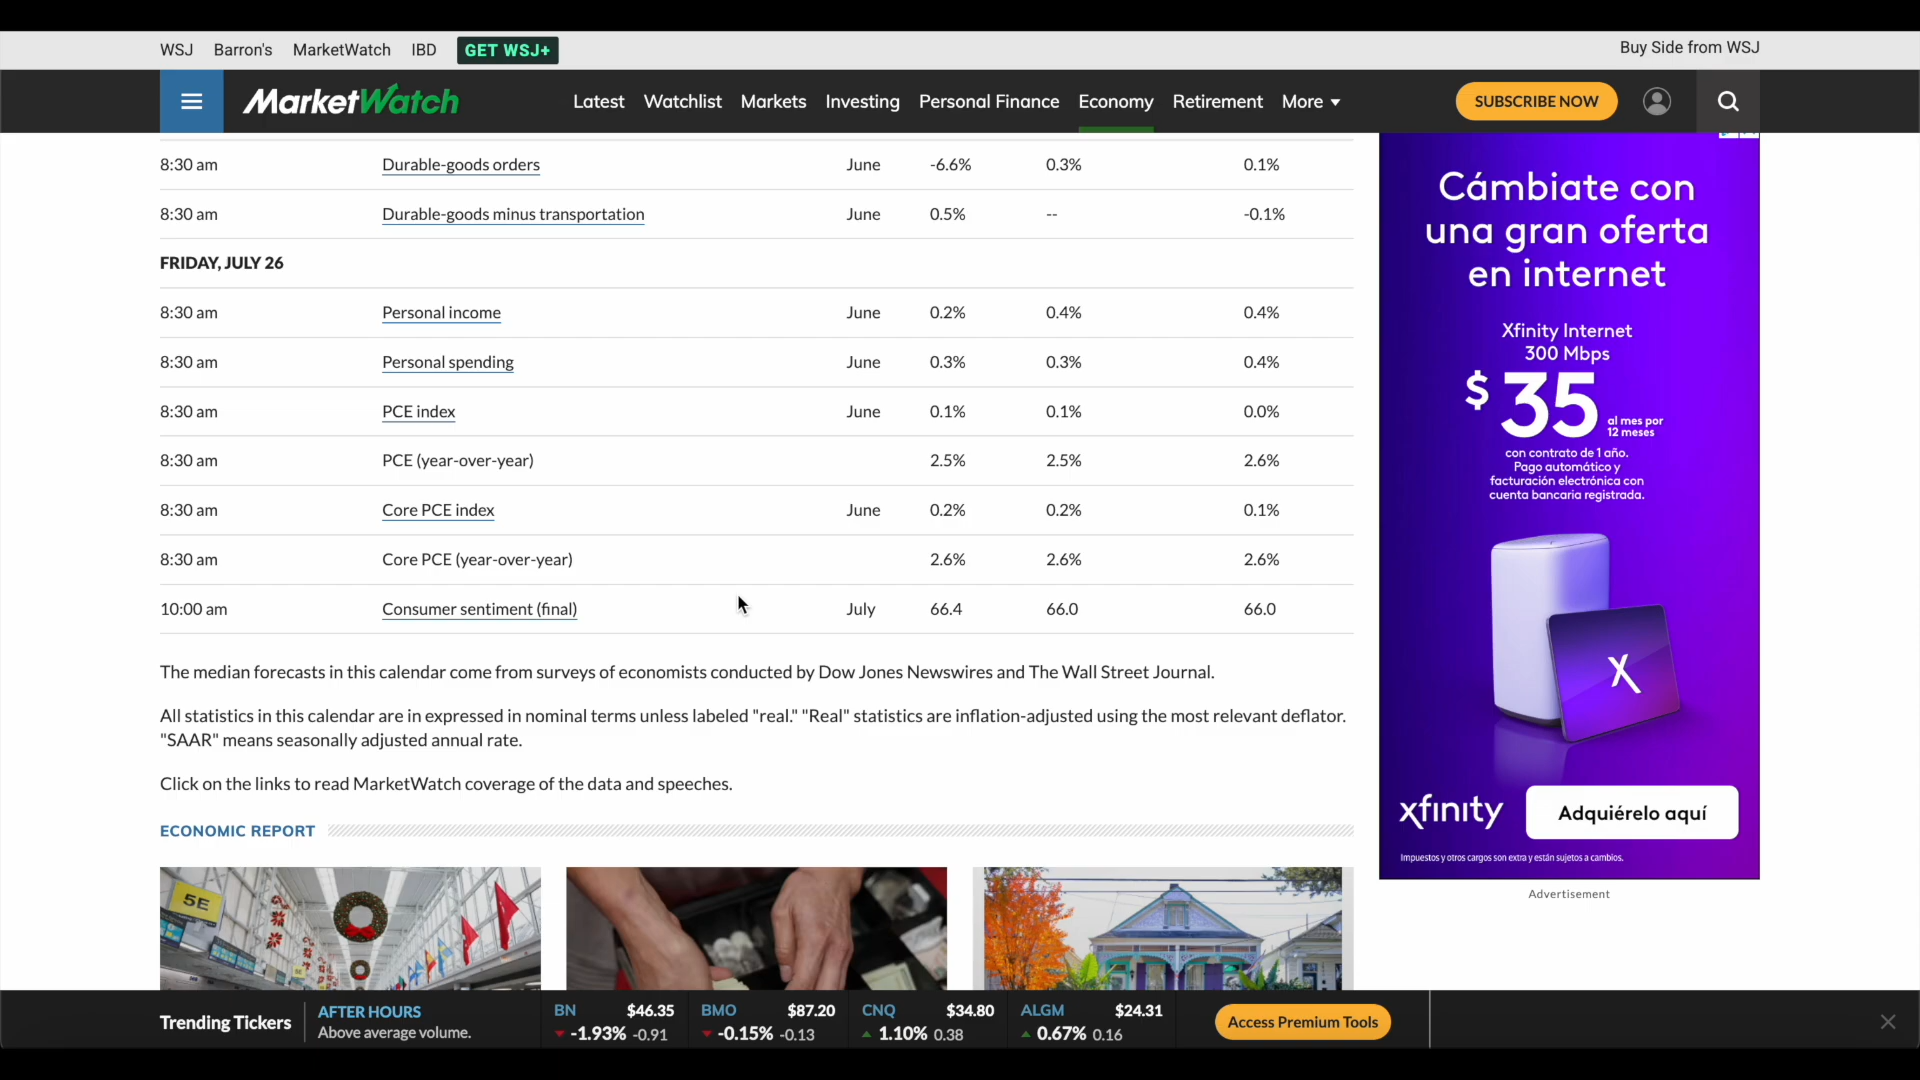 WSJ Barron's MarketWatch IBD GET WSJ+ Buy Side from WSJ
MarketWatch Latest Watchlist Markets Investing Personal Finance Economy Retirement More SUBSCRIBE NOW
8:30 am Durable-goods orders June -6.6% 0.3% 0.1%
8:30 am Durable-goods minus transportation June 0.5% -- -0.1%
FRIDAY, JULY 26
8:30 am Personal income June 0.2% 0.4% 0.4%
8:30 am Personal spending June 0.3% 0.3% 0.4%
8:30 am PCE index June 0.1% 0.1% 0.0%
8:30 am PCE (year-over-year) 2.5% 2.5% 2.6%
8:30 am Core PCE index June 0.2% 0.2% 0.1%
8:30 am Core PCE (year-over-year) 2.6% 2.6% 2.6%
10:00 am Consumer sentiment (final) July 66.4 66.0 66.0
The median forecasts in this calendar come from surveys of economists conducted by Dow Jones Newswires and The Wall Street Journal.
All statistics in this calendar are in expressed in nominal terms unless labeled "real." "Real" statistics are inflation-adjusted using the most relevant deflator.
"SAAR" means seasonally adjusted annual rate.
Click on the links to read MarketWatch coverage of the data and speeches.
ECONOMIC REPORT
5E
Cámbiate con
una gran oferta
en internet
Xfinity Internet
300 Mbps
$35
al mes por
12 meses
con contrato de 1 año.
Pago automático y
facturación electrónica con
cuenta bancaria registrada.
X
xfinity Adquiérelo aquí
Impuestos y otros cargos son extra y están sujetos a cambios.
Advertisement
Trending Tickers
AFTER HOURS
Above average volume.
BN $46.35
-1.93% -0.91
BMO $87.20
-0.15% -0.13
CNQ $34.80
1.10% 0.38
ALGM $24.31
0.67% 0.16
Access Premium Tools